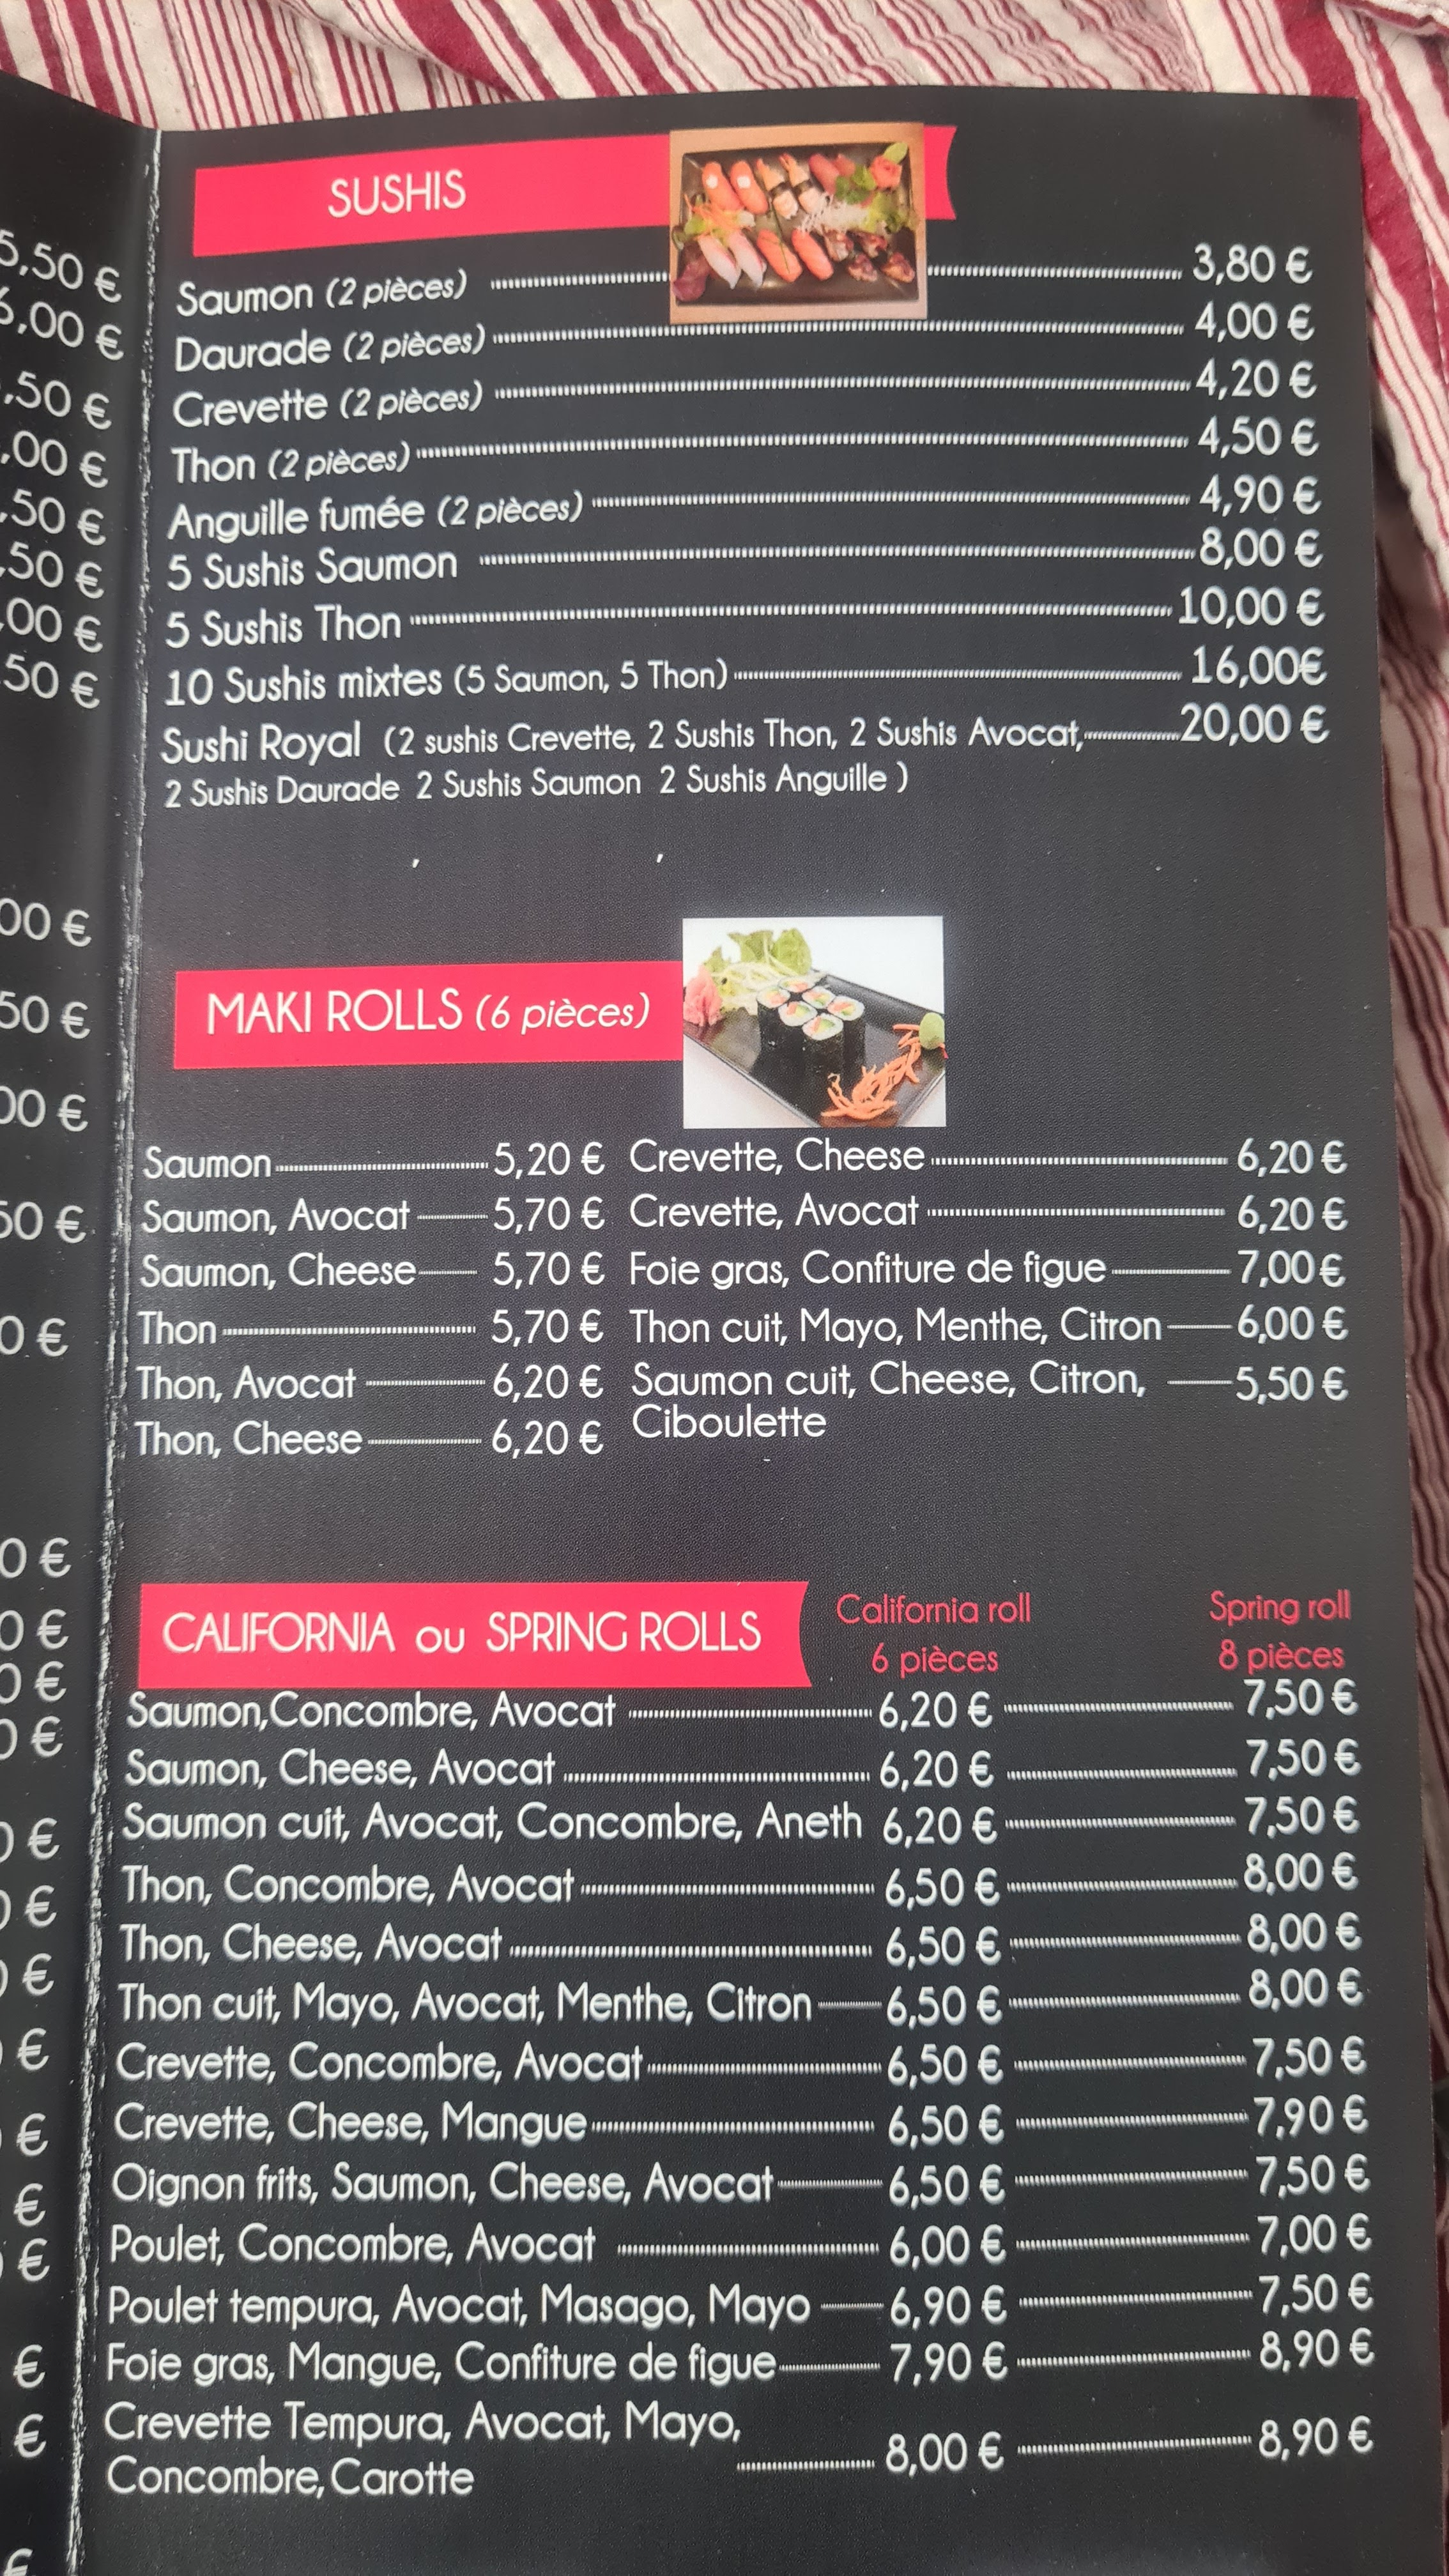 SUSHIS
Saumon (2 pièces) 3,80 €
Daurade (2 pièces) 4,00 €
Crevette (2 pièces) 4,20 €
Thon (2 pièces) 4,50 €
Anguille fumée (2 pièces) 4,90 €
5 Sushis Saumon 8,00 €
5 Sushis Thon 10,00 €
10 Sushis mixtes (5 Saumon, 5 Thon) 16,00€
Sushi Royal (2 sushis Crevette, 2 Sushis Thon, 2 Sushis Avocat, 20,00 €
2 Sushis Daurade 2 Sushis Saumon 2 Sushis Anguille )
MAKI ROLLS (6 pièces)
Saumon 5,20 €
Saumon, Avocat 5,70 €
Saumon, Cheese 5,70 €
Thon 5,70 €
Thon, Avocat 6,20 €
Thon, Cheese 6,20 €
Crevette, Cheese 6,20 €
Crevette, Avocat 6,20 €
Foie gras, Confiture de figue 7,00 €
Thon cuit, Mayo, Menthe, Citron 6,00 €
Saumon cuit, Cheese, Citron, 5,50 €
Ciboulette
CALIFORNIA ou SPRING ROLLS
California roll Spring roll
6 pièces 8 pièces
Saumon,Concombre, Avocat 6,20 € 7,50 €
Saumon, Cheese, Avocat 6,20 € 7,50 €
Saumon cuit, Avocat, Concombre, Aneth 6,20 € 7,50 €
Thon, Concombre, Avocat 6,50 € 8,00 €
Thon, Cheese, Avocat 6,50 € 8,00 €
Thon cuit, Mayo, Avocat, Menthe, Citron 6,50 € 8,00 €
Crevette, Concombre, Avocat 6,50 € 7,50 €
Crevette, Cheese, Mangue 6,50 € 7,90 €
Oignon frits, Saumon, Cheese, Avocat 6,50 € 7,50 €
Poulet, Concombre, Avocat 6,00 € 7,00 €
Poulet tempura, Avocat, Masago, Mayo 6,90 € 7,50 €
Foie gras, Mangue, Confiture de figue 7,90 € 8,90 €
Crevette Tempura, Avocat, Mayo,
Concombre, Carotte 8,00 € 8,90 €